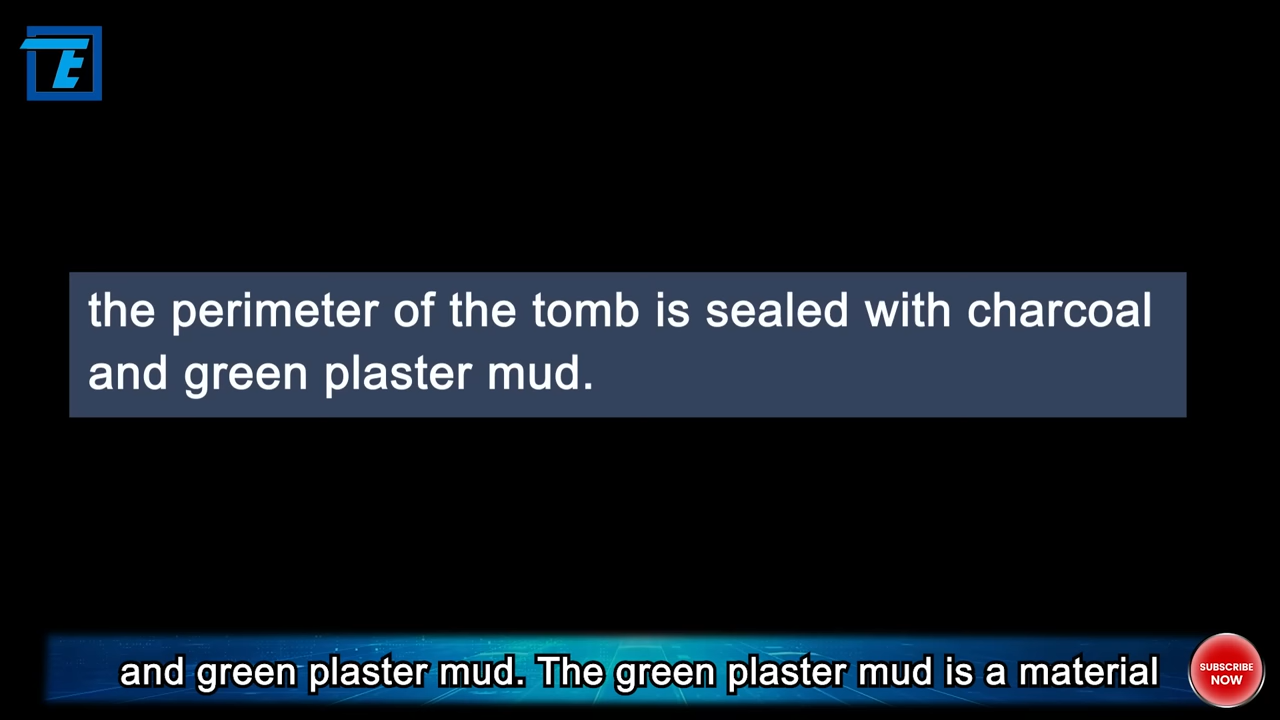 TE
the perimeter of the tomb is sealed with charcoal
and green plaster mud.
and green plaster mud. The green plaster mud is a material
SUBSCRIBE
NOW